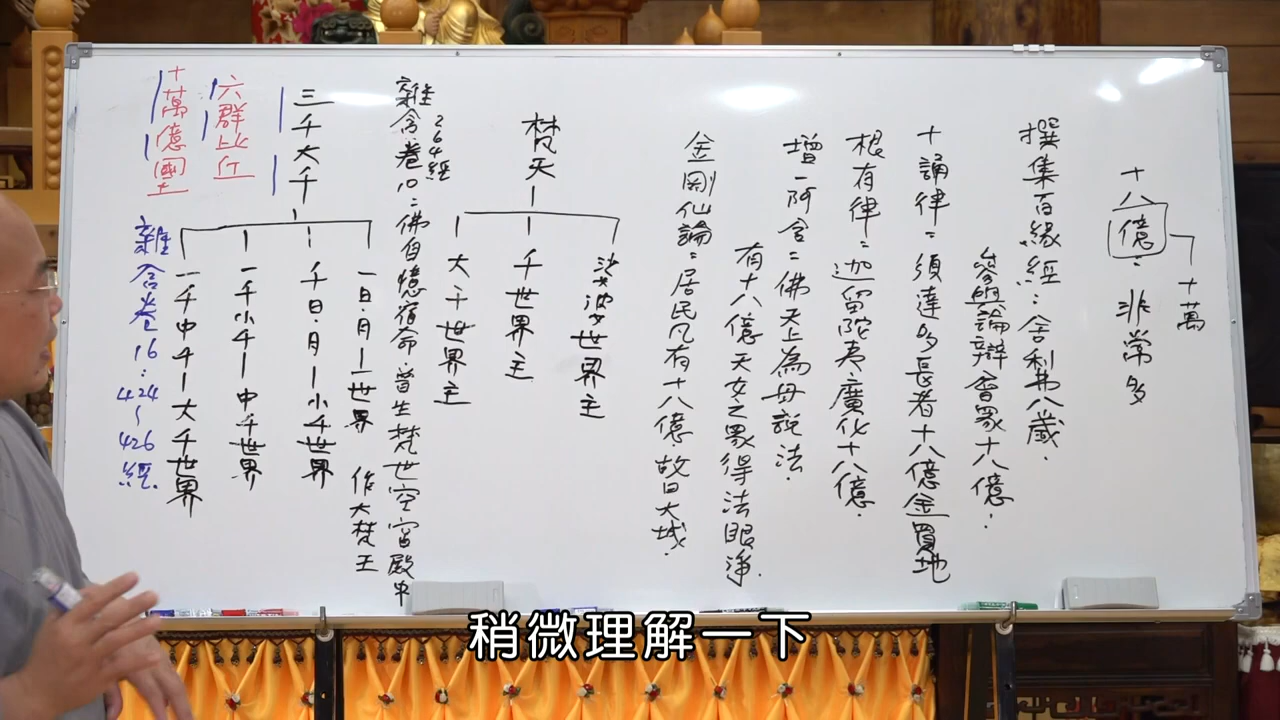 十八億：非常多
十萬
撰集百緣經：舍利弗八歲．
參與論辯會眾十八億．
十誦律：須達多長者十八億金買地
根有律：迦留陀夷廣化十八億．
增一阿含：佛天上為母說法．
有十八億天女之眾得法眼淨．
金剛仙論：居民凡有十八億故曰大城．
梵天
娑婆世界主
千世界主
大千世界主
264經
雜含．卷10：佛自憶宿命．曾生梵世空宮殿中
作大梵王
三千大千
一日．月－一世界
千日．月－小千世界
一千小千－中千世界
一千中千－大千世界
六群比丘
十萬億國土
雜含卷16：424～426經
稍微理解一下